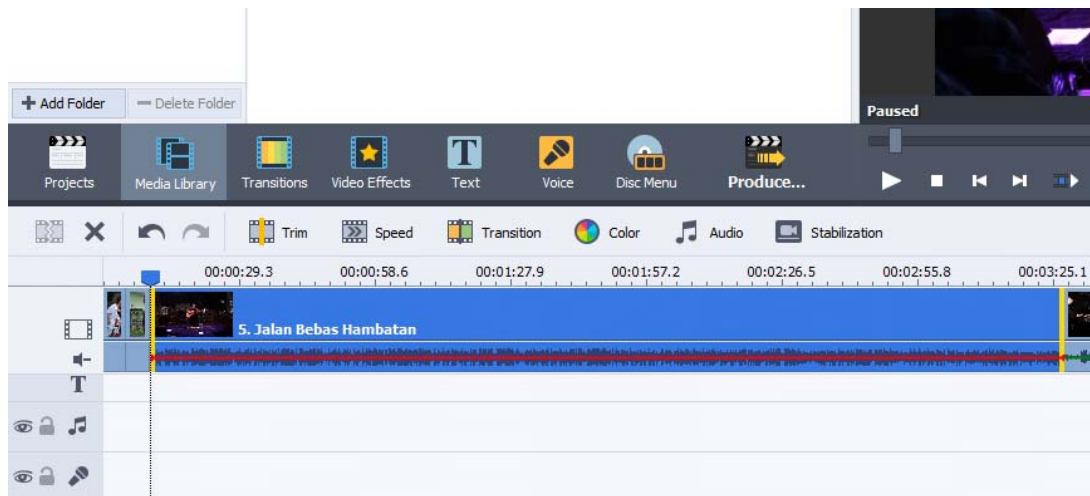 Add Folder
Delete Folder
Paused
Projects
Media Library
Transitions
Video Effects
Text
Voice
Disc Menu
Produce...
Trim
Speed
Transition
Color
Audio
Stabilization
00:00:29.3 00:00:58.6 00:01:27.9 00:01:57.2 00:02:26.5 00:02:55.8 00:03:25.1
5. Jalan Bebas Hambatan
T